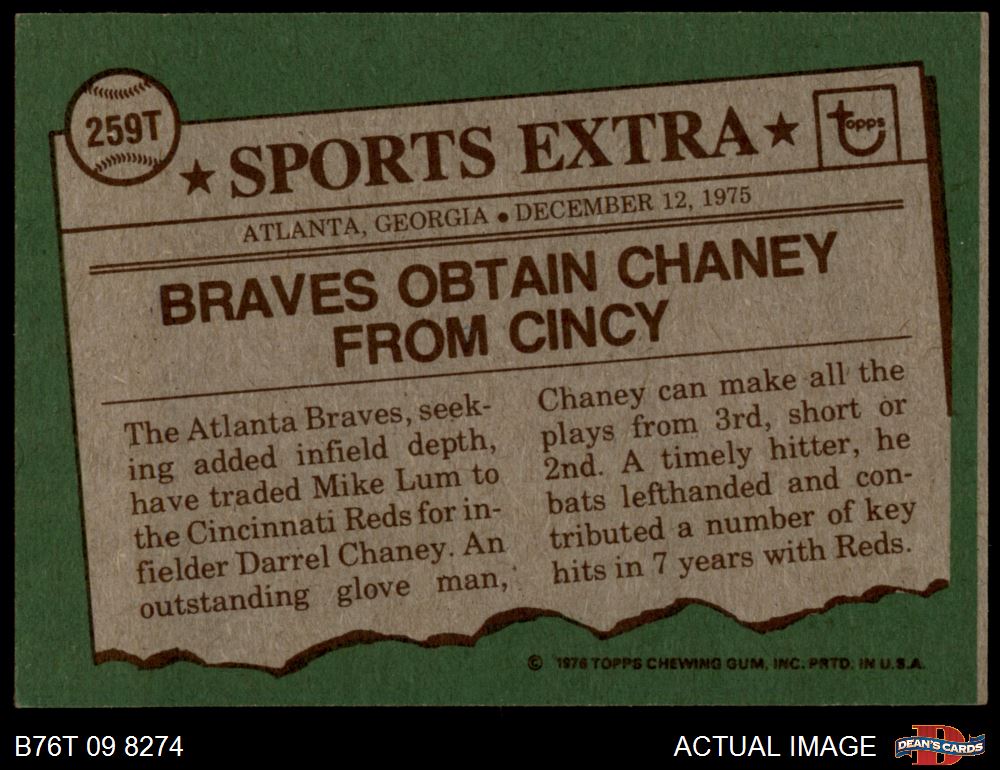 259T
★ SPORTS EXTRA ★
topps
ATLANTA, GEORGIA • DECEMBER 12, 1975
BRAVES OBTAIN CHANEY
FROM CINCY
The Atlanta Braves, seek-
ing added infield depth,
have traded Mike Lum to
the Cincinnati Reds for in-
fielder Darrel Chaney. An
outstanding glove man,
Chaney can make all the
plays from 3rd, short or
2nd. A timely hitter, he
bats lefthanded and con-
tributed a number of key
hits in 7 years with Reds.
© 1976 TOPPS CHEWING GUM, INC. PRTD. IN U.S.A.
B76T 09 8274
ACTUAL IMAGE
D
DEAN'S CARDS